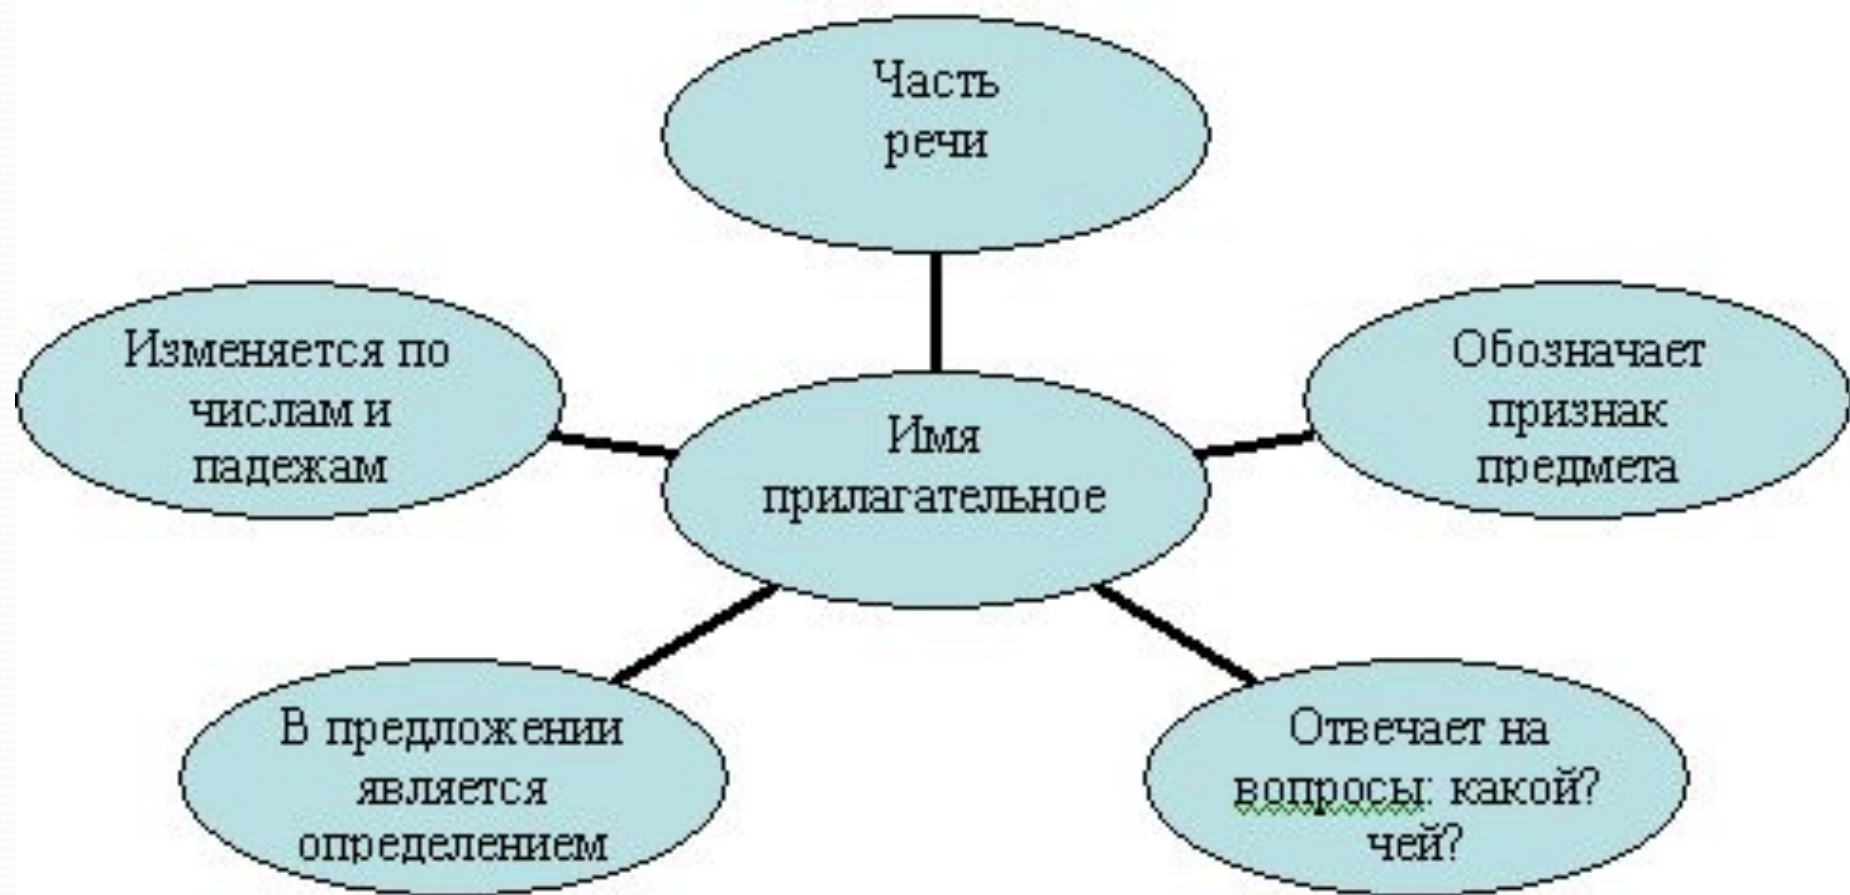 Часть
речи
Изменяется по
числам и
падежам
Обозначает
признак
предмета
Имя
прилагательное
В предложении
является
определением
Отвечает на
вопросы: какой?
чей?